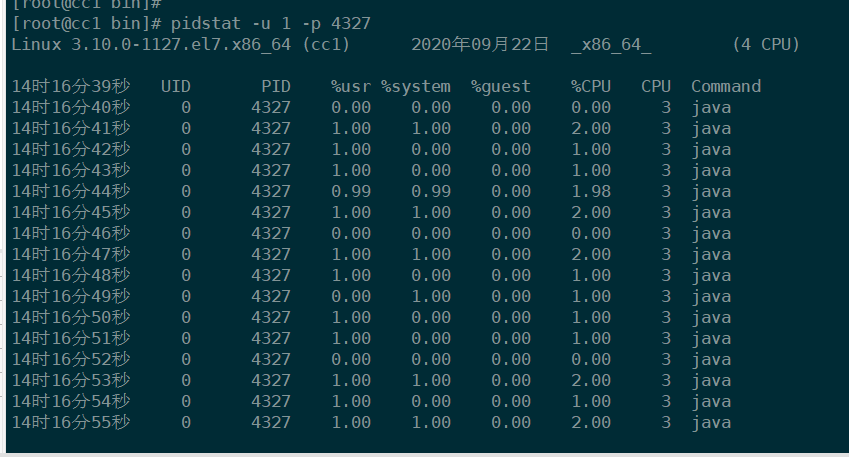 [root@cc1 bin]#
[root@cc1 bin]# pidstat -u 1 -p 4327
Linux 3.10.0-1127.el7.x86_64 (cc1) 2020年09月22日 _x86_64_ (4 CPU)
14时16分39秒 UID PID %usr %system %guest %CPU CPU Command
14时16分40秒 0 4327 0.00 0.00 0.00 0.00 3 java
14时16分41秒 0 4327 1.00 1.00 0.00 2.00 3 java
14时16分42秒 0 4327 1.00 0.00 0.00 1.00 3 java
14时16分43秒 0 4327 1.00 0.00 0.00 1.00 3 java
14时16分44秒 0 4327 0.99 0.99 0.00 1.98 3 java
14时16分45秒 0 4327 1.00 1.00 0.00 2.00 3 java
14时16分46秒 0 4327 0.00 0.00 0.00 0.00 3 java
14时16分47秒 0 4327 1.00 1.00 0.00 2.00 3 java
14时16分48秒 0 4327 1.00 0.00 0.00 1.00 3 java
14时16分49秒 0 4327 0.00 1.00 0.00 1.00 3 java
14时16分50秒 0 4327 1.00 0.00 0.00 1.00 3 java
14时16分51秒 0 4327 1.00 0.00 0.00 1.00 3 java
14时16分52秒 0 4327 0.00 0.00 0.00 0.00 3 java
14时16分53秒 0 4327 1.00 1.00 0.00 2.00 3 java
14时16分54秒 0 4327 1.00 0.00 0.00 1.00 3 java
14时16分55秒 0 4327 1.00 1.00 0.00 2.00 3 java